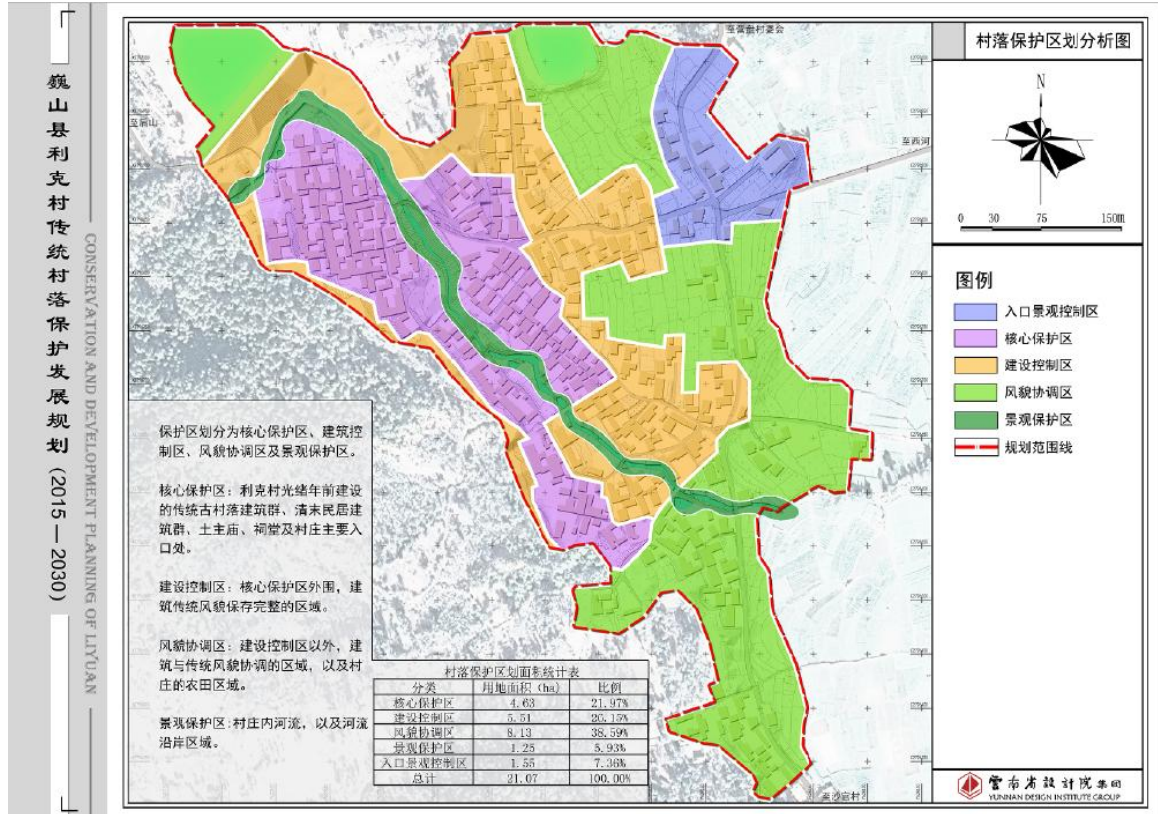 巍山县利克村传统村落保护发展规划（2015—2030）
CONSERVATION AND DEVELOPMENT PLANNING OF LIYUAN
村落保护区划分析图
N
0 30 75 150m
图例
入口景观控制区
核心保护区
建设控制区
风貌协调区
景观保护区
规划范围线
至西河
保护区划分为核心保护区、建筑控
制区、风貌协调区及景观保护区。
核心保护区：利克村光绪年前建设
的传统古村落建筑群、清末民居建
筑群、土主庙、祠堂及村庄主要入
口处。
建设控制区：核心保护区外围，建
筑传统风貌保存完整的区域。
风貌协调区：建设控制区以外，建
筑与传统风貌协调的区域，以及村
庄的农田区域。
景观保护区：村庄内河流，以及河流
沿岸区域。
村落保护区划面积统计表
分类 用地面积（ha） 比例
核心保护区 4.63 21.97%
建设控制区 5.51 26.15%
风貌协调区 8.13 38.59%
景观保护区 1.25 5.93%
入口景观控制区 1.55 7.36%
总计 21.07 100.00%
云南省设计院集团
YUNNAN DESIGN INSTITUTE GROUP